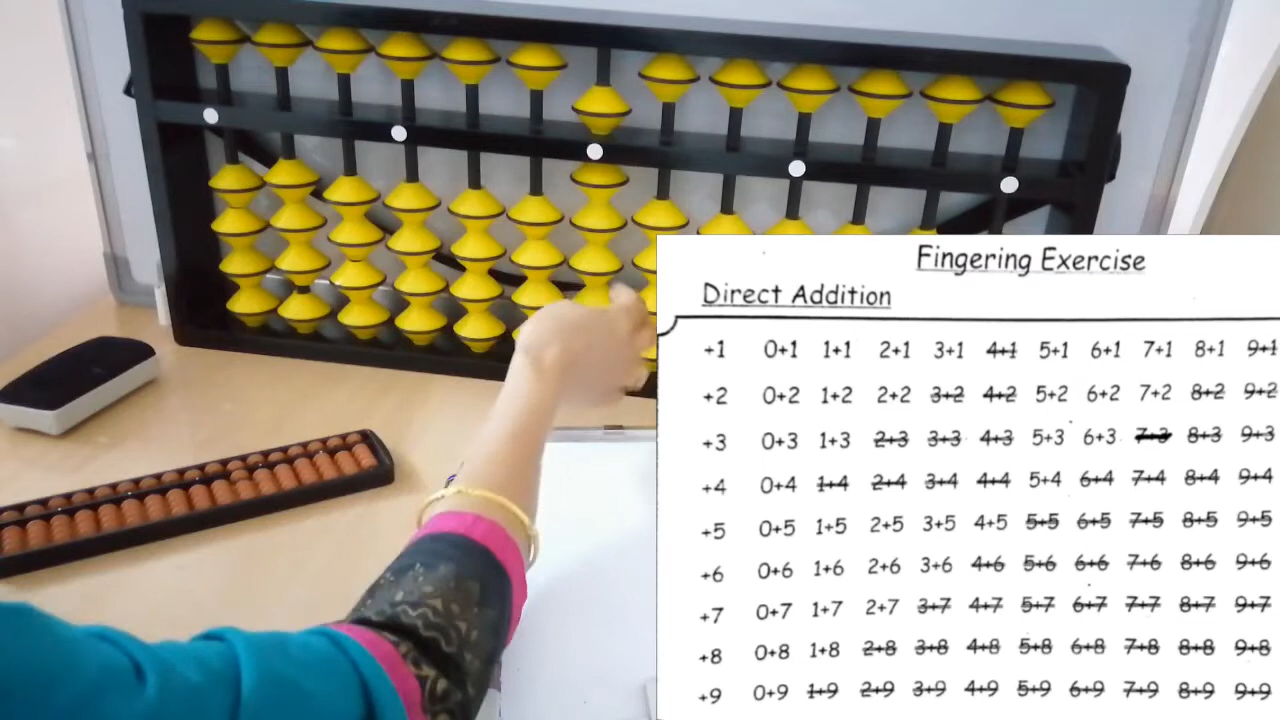 Fingering Exercise
Direct Addition
+1 0+1 1+1 2+1 3+1 4+1 5+1 6+1 7+1 8+1 9+1
+2 0+2 1+2 2+2 3+2 4+2 5+2 6+2 7+2 8+2 9+2
+3 0+3 1+3 2+3 3+3 4+3 5+3 6+3 7+3 8+3 9+3
+4 0+4 1+4 2+4 3+4 4+4 5+4 6+4 7+4 8+4 9+4
+5 0+5 1+5 2+5 3+5 4+5 5+5 6+5 7+5 8+5 9+5
+6 0+6 1+6 2+6 3+6 4+6 5+6 6+6 7+6 8+6 9+6
+7 0+7 1+7 2+7 3+7 4+7 5+7 6+7 7+7 8+7 9+7
+8 0+8 1+8 2+8 3+8 4+8 5+8 6+8 7+8 8+8 9+8
+9 0+9 1+9 2+9 3+9 4+9 5+9 6+9 7+9 8+9 9+9